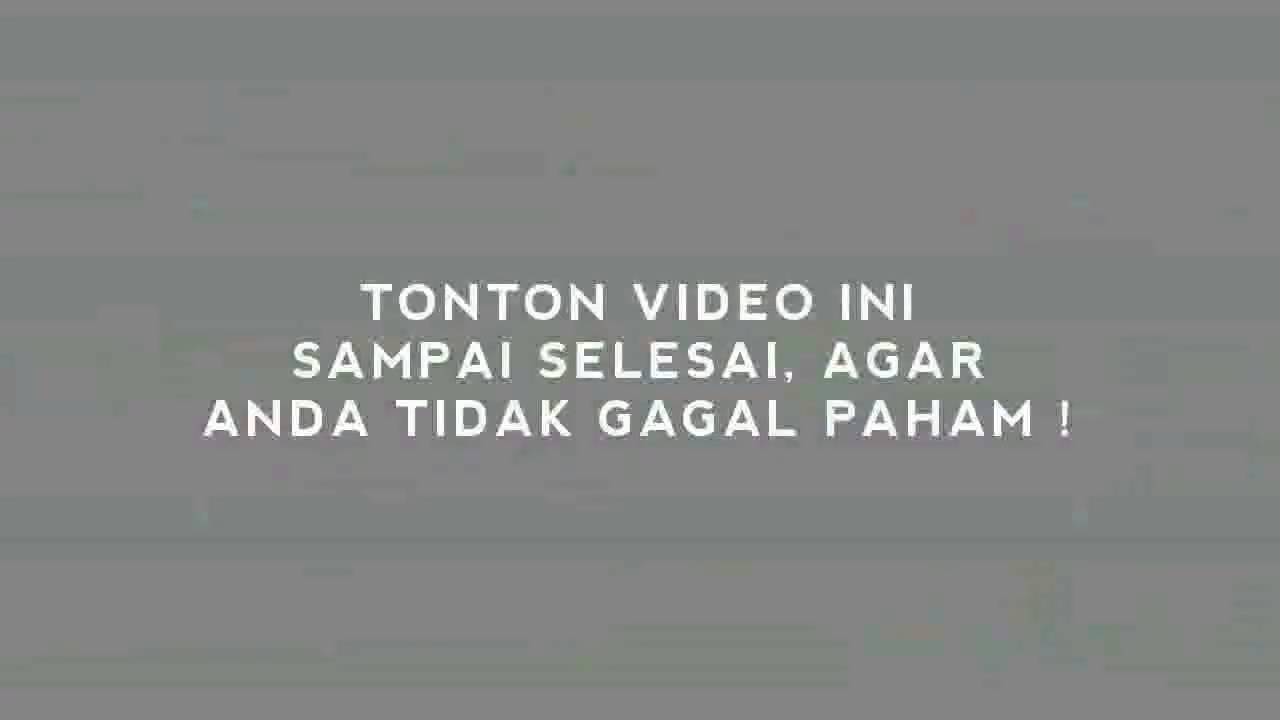 TONTON VIDEO INI
SAMPAI SELESAI, AGAR
ANDA TIDAK GAGAL PAHAM !